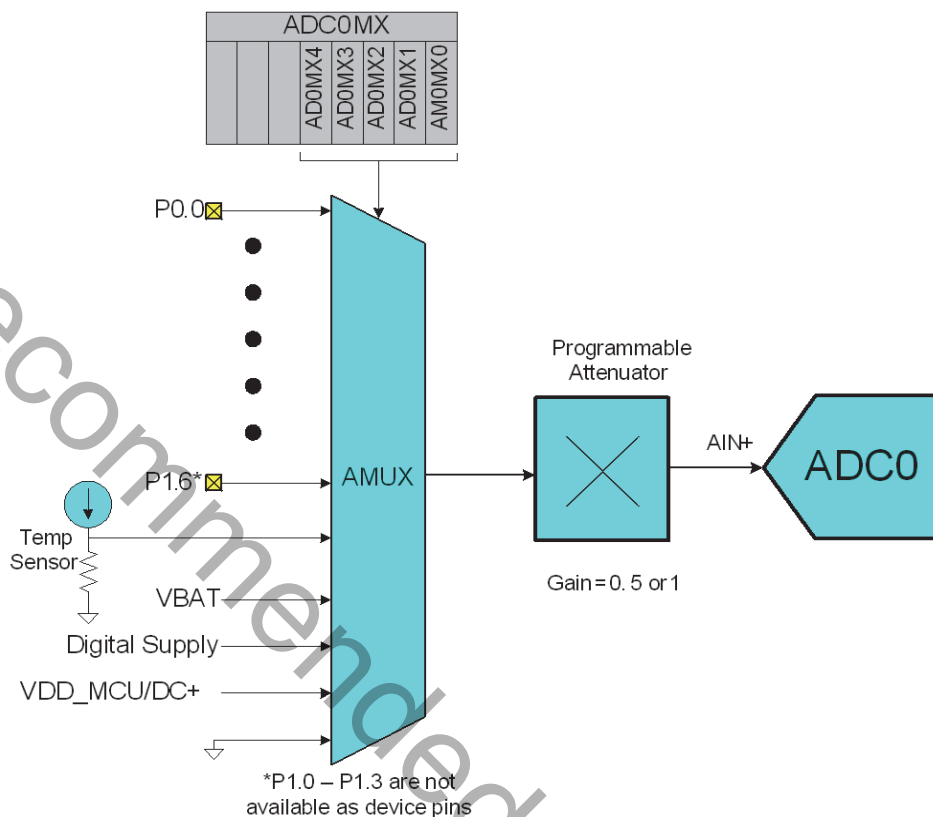 ADC0MX
AD0MX4
AD0MX3
AD0MX2
AD0MX1
AM0MX0
P0.0
P1.6*
Temp
Sensor
VBAT
Digital Supply
VDD_MCU/DC+
AMUX
Programmable
Attenuator
Gain=0.5 or 1
AIN+
ADC0
*P1.0 – P1.3 are not
available as device pins
ecommended